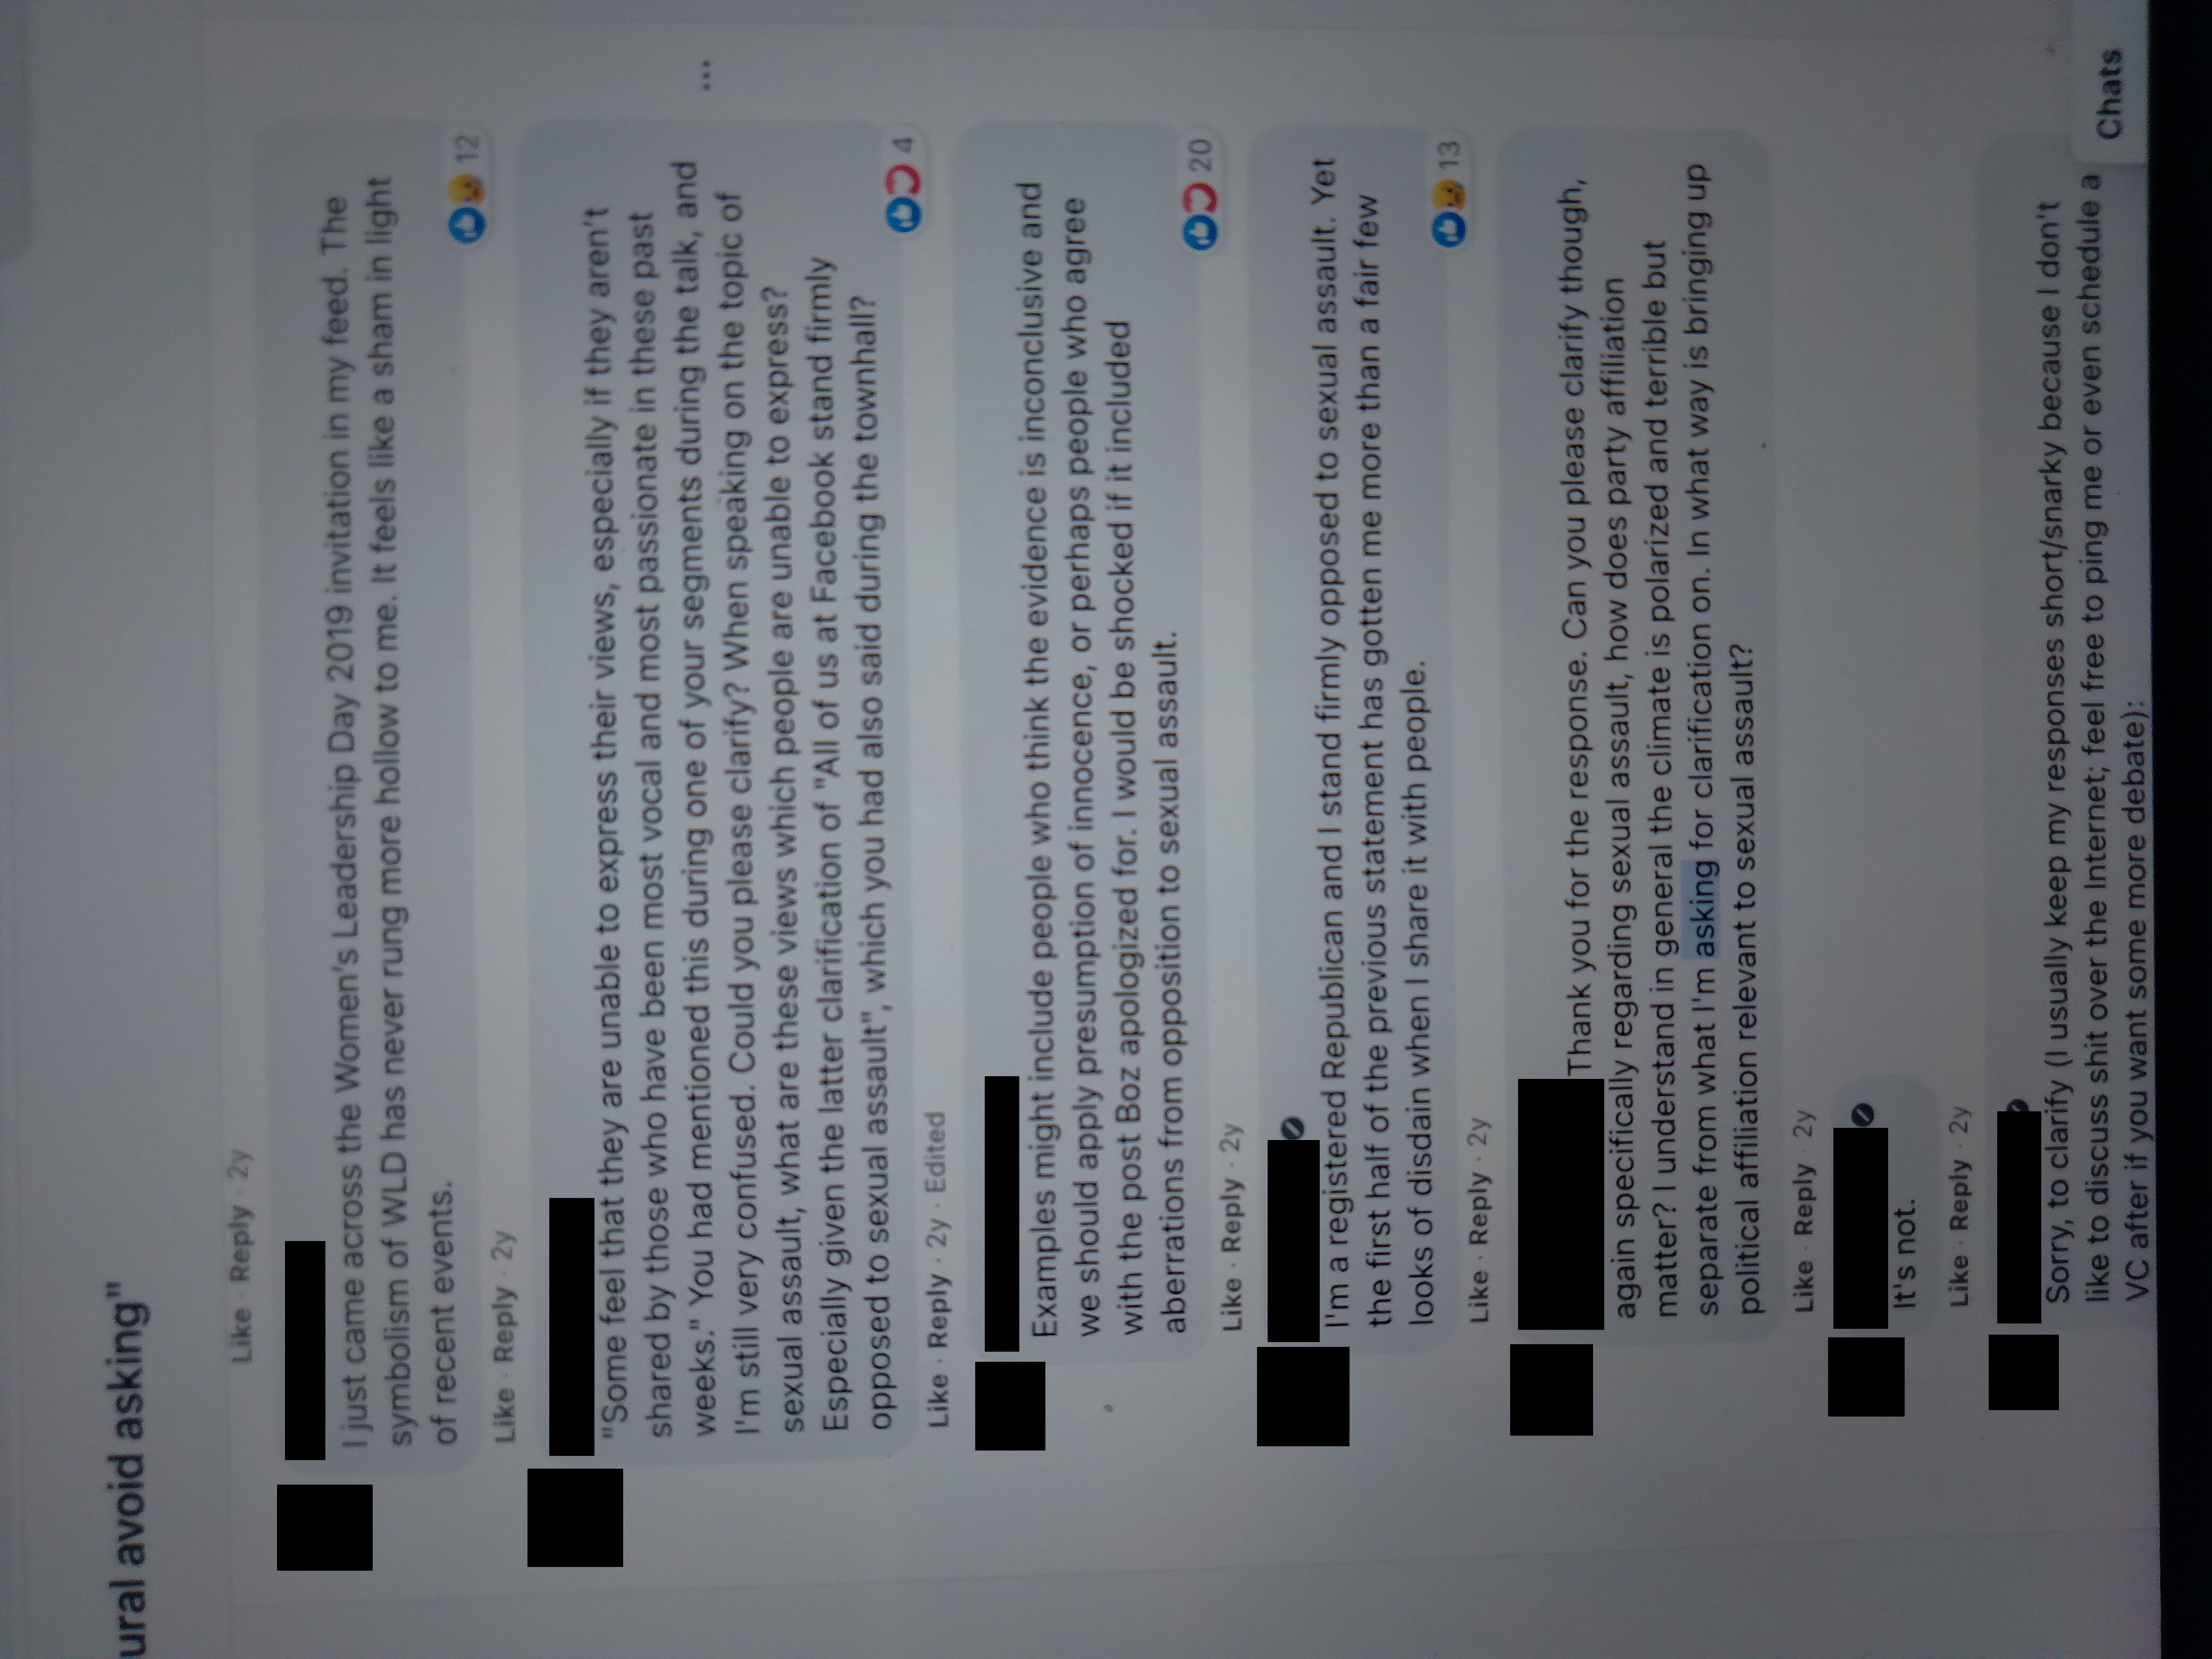 ural avoid asking"
Like · Reply · 2y
I just came across the Women's Leadership Day 2019 invitation in my feed. The
symbolism of WLD has never rung more hollow to me. It feels like a sham in light
of recent events.
12
Like · Reply · 2y
...
"Some feel that they are unable to express their views, especially if they aren't
shared by those who have been most vocal and most passionate in these past
weeks." You had mentioned this during one of your segments during the talk, and
I'm still very confused. Could you please clarify? When speaking on the topic of
sexual assault, what are these views which people are unable to express?
Especially given the latter clarification of "All of us at Facebook stand firmly
opposed to sexual assault", which you had also said during the townhall?
4
Like · Reply · 2y · Edited
Examples might include people who think the evidence is inconclusive and
we should apply presumption of innocence, or perhaps people who agree
with the post Boz apologized for. I would be shocked if it included
aberrations from opposition to sexual assault.
20
Like · Reply · 2y
I'm a registered Republican and I stand firmly opposed to sexual assault. Yet
the first half of the previous statement has gotten me more than a fair few
looks of disdain when I share it with people.
13
Like · Reply · 2y
Thank you for the response. Can you please clarify though,
again specifically regarding sexual assault, how does party affiliation
matter? I understand in general the climate is polarized and terrible but
separate from what I'm asking for clarification on. In what way is bringing up
political affiliation relevant to sexual assault?
Like · Reply · 2y
It's not.
Like · Reply · 2y
Sorry, to clarify (I usually keep my responses short/snarky because I don't
like to discuss shit over the Internet; feel free to ping me or even schedule a
VC after if you want some more debate):
Chats